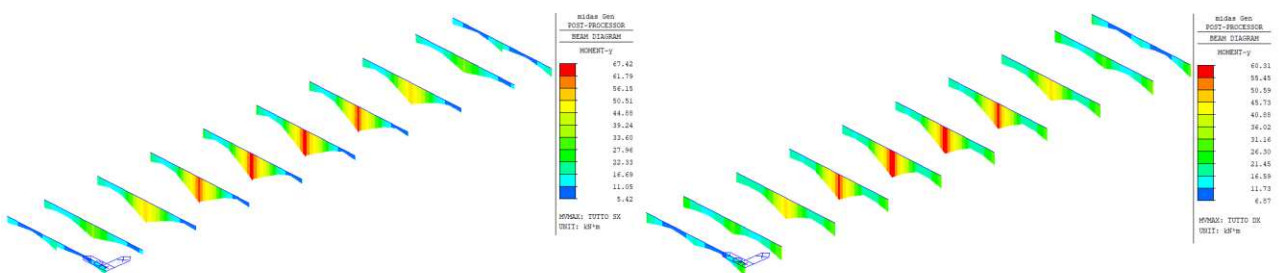 midas Gen
POST-PROCESSOR
BEAM DIAGRAM
MOMENT-y
67.42
61.79
56.15
50.51
44.88
39.24
33.60
27.96
22.33
16.69
11.05
5.42
MVMAX: TUTTO SX
UNIT: kN*m
midas Gen
POST-PROCESSOR
BEAM DIAGRAM
MOMENT-y
60.31
55.45
50.59
45.73
40.88
36.02
31.16
26.30
21.45
16.59
11.73
6.87
MVMAX: TUTTO DX
UNIT: kN*m